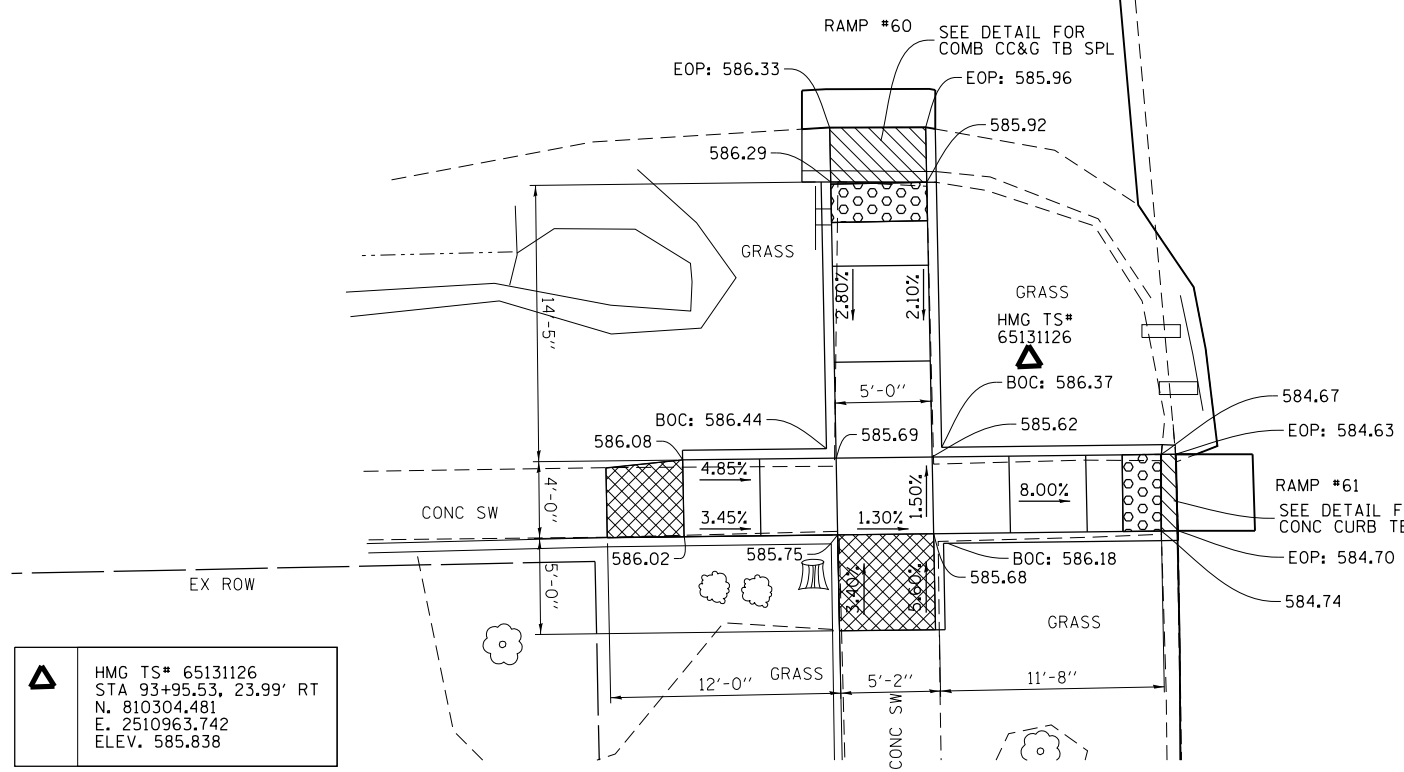 RAMP #60
SEE DETAIL FOR
COMB CC&G TB SPL
EOP: 586.33
EOP: 585.96
585.92
586.29
GRASS
2.80%
2.10%
14'-5"
GRASS
HMG TS#
65131126
5'-0"
BOC: 586.37
584.67
BOC: 586.44
585.62
EOP: 584.63
586.08
585.69
4.85%
1.50%
8.00%
RAMP #61
4'-0"
CONC SW
3.45%
1.30%
SEE DETAIL F
CONC CURB TE
586.02
585.75
BOC: 586.18
EOP: 584.70
EX ROW
5'-0"
3.40%
5.60%
585.68
584.74
GRASS
HMG TS# 65131126
STA 93+95.53, 23.99' RT
N. 810304.481
E. 2510963.742
ELEV. 585.838
12'-0"
GRASS
5'-2"
11'-8"
CONC SW